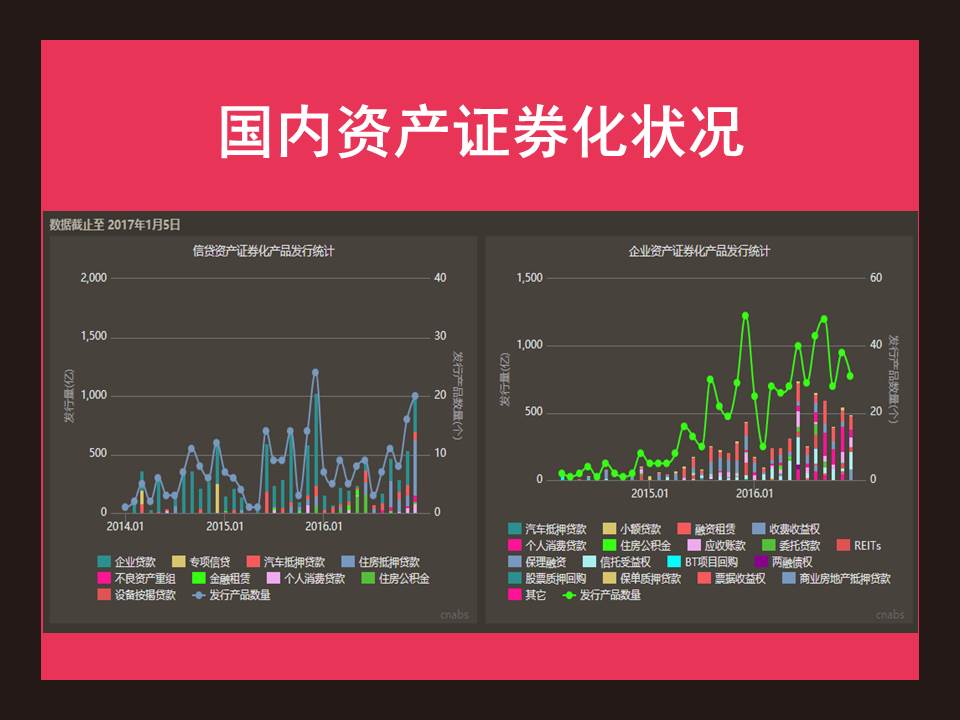 国内资产证券化状况
数据截止至 2017年1月5日
信贷资产证券化产品发行统计
2,000
40
1,500
30
1,000
20
500
10
0
0
发行量(亿)
发行产品数量(个)
2014.01
2015.01
2016.01
企业贷款 专项信贷 汽车抵押贷款 住房抵押贷款
不良资产重组 金融租赁 个人消费贷款 住房公积金
设备按揭贷款 发行产品数量
cnabs
企业资产证券化产品发行统计
1,500
60
1,000
40
500
20
0
0
发行量(亿)
发行产品数量(个)
2015.01
2016.01
汽车抵押贷款 小额贷款 融资租赁 收费收益权
个人消费贷款 住房公积金 应收账款 委托贷款 REITs
保理融资 信托受益权 BT项目回购 两融债权
股票质押回购 保单质押贷款 票据收益权 商业房地产抵押贷款
其它 发行产品数量
cnabs